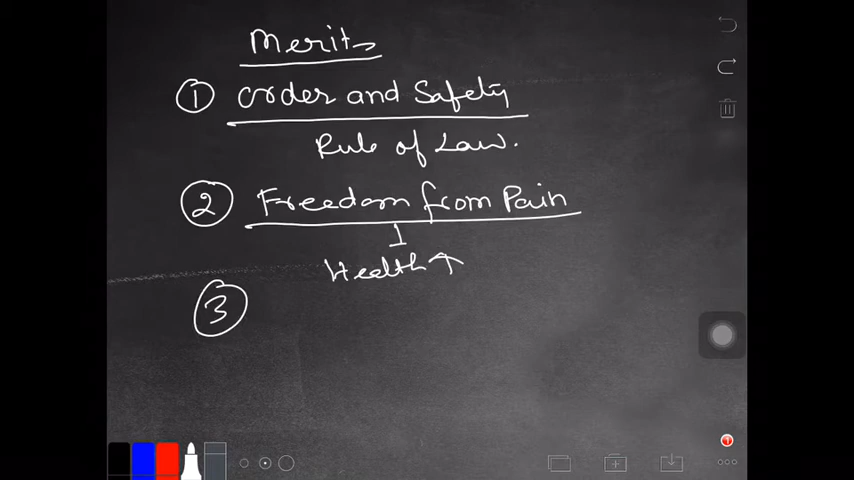 Merits
① Order and Safety
Rule of Law.
② Freedom from Pain
Health ↑
③